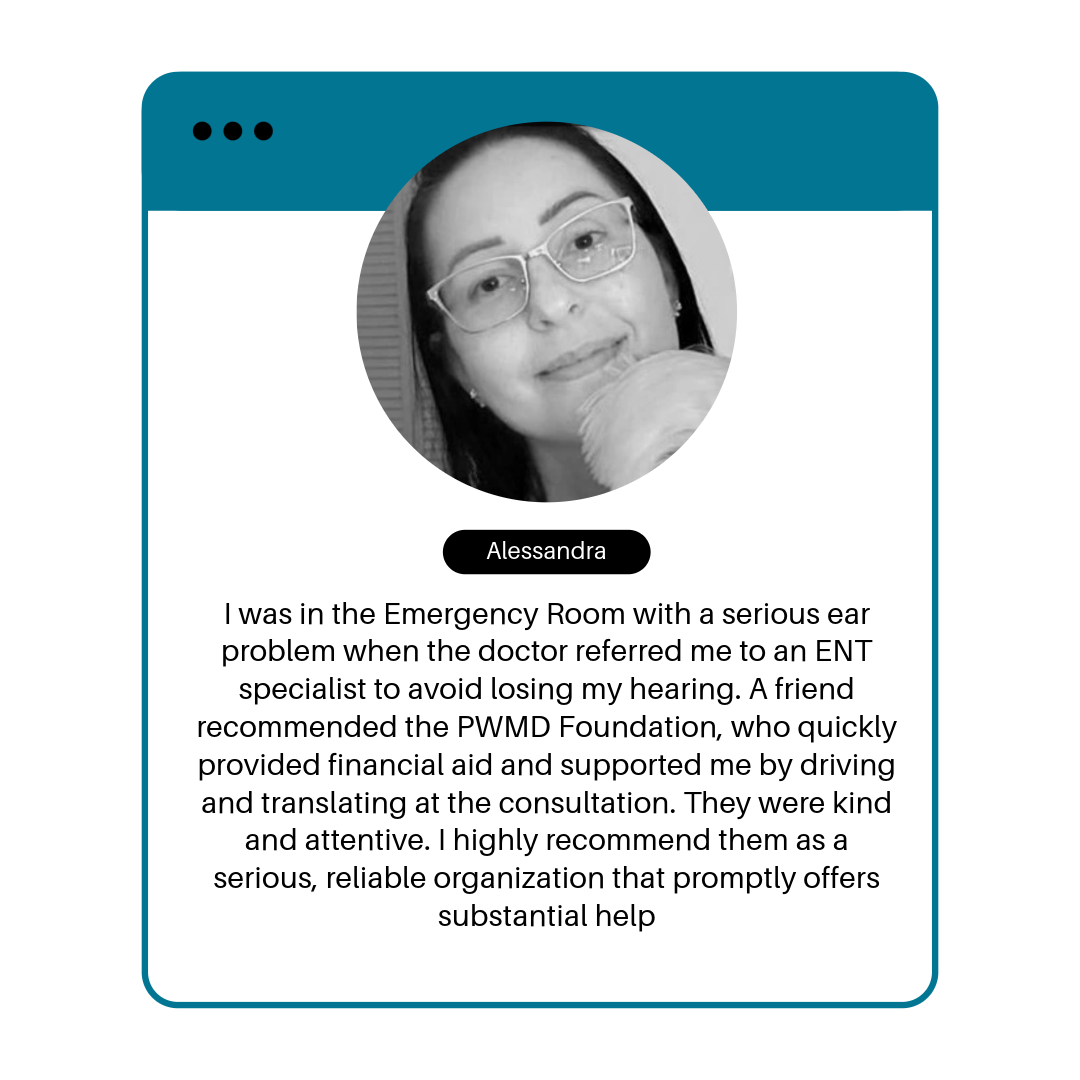 Alessandra
I was in the Emergency Room with a serious ear
problem when the doctor referred me to an ENT
specialist to avoid losing my hearing. A friend
recommended the PWMD Foundation, who quickly
provided financial aid and supported me by driving
and translating at the consultation. They were kind
and attentive. I highly recommend them as a
serious, reliable organization that promptly offers
substantial help